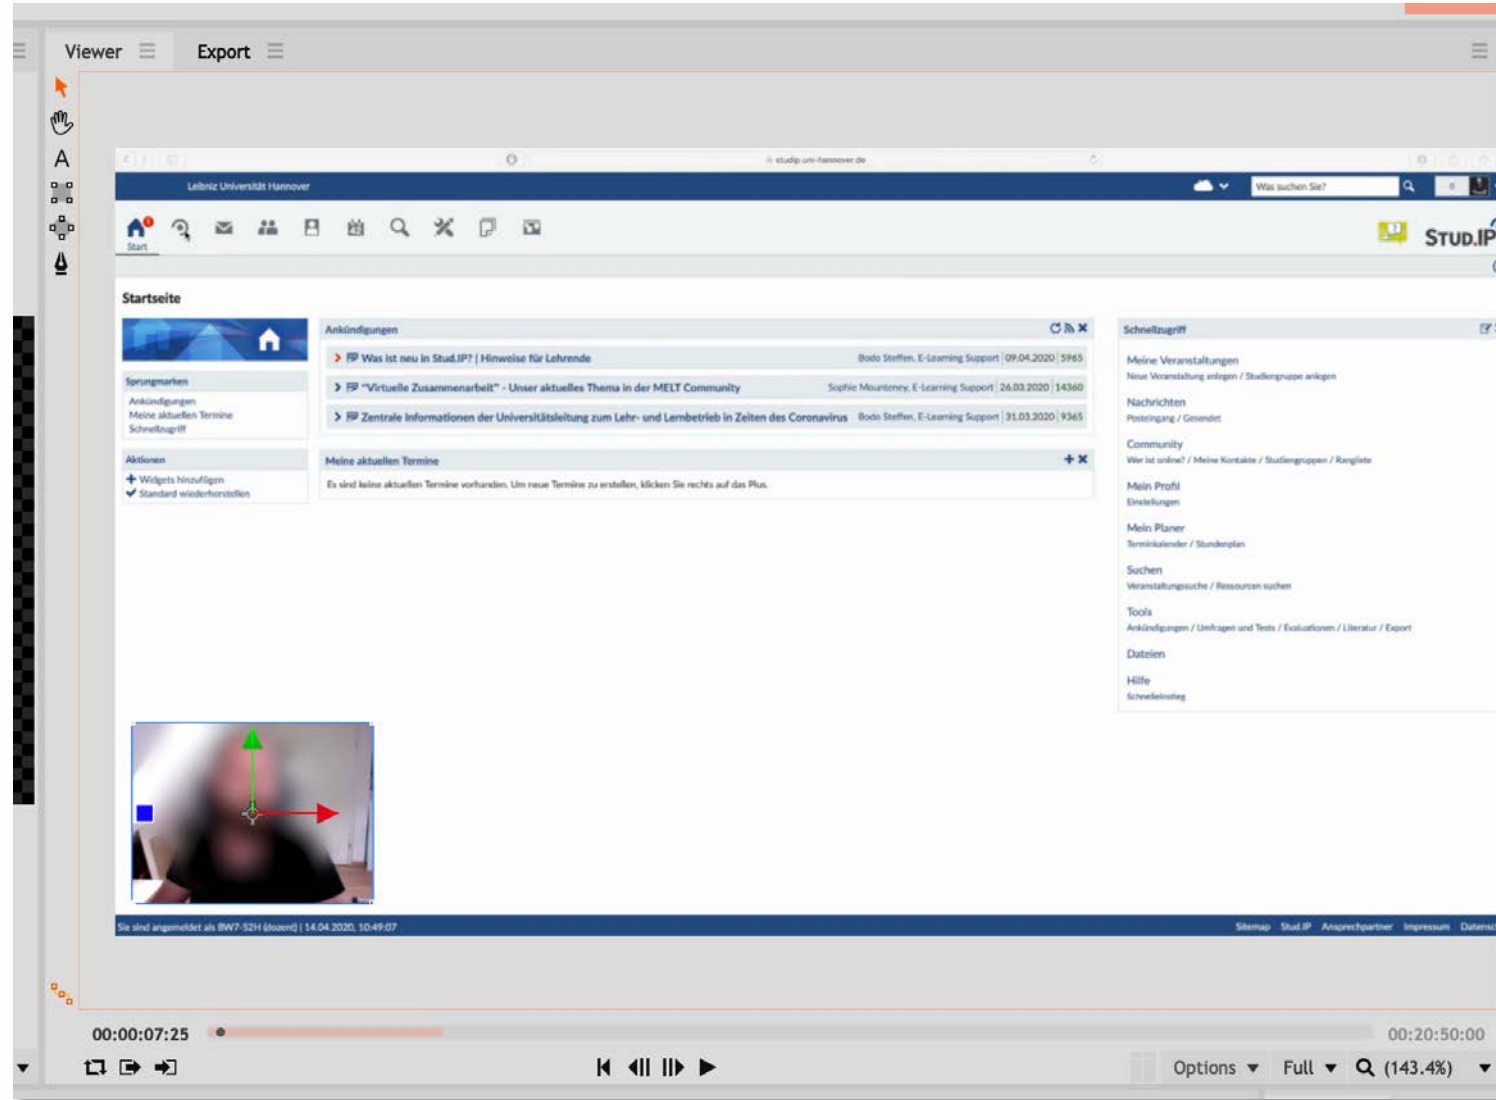 Viewer
Export
A
studip.uni-hannover.de
Leibniz Universität Hannover
Was suchen Sie?
0
Start
STUD.IP
Startseite
Ankündigungen
Was ist neu in Stud.IP? | Hinweise für Lehrende
Bodo Steffen, E-Learning Support
09.04.2020
5965
"Virtuelle Zusammenarbeit" - Unser aktuelles Thema in der MELT Community
Sophie Mounteney, E-Learning Support
26.03.2020
14360
Zentrale Informationen der Universitätsleitung zum Lehr- und Lernbetrieb in Zeiten des Coronavirus
Bodo Steffen, E-Learning Support
31.03.2020
9365
Sprungmarken
Ankündigungen
Meine aktuellen Termine
Schnellzugriff
Aktionen
Widgets hinzufügen
Standard wiederherstellen
Meine aktuellen Termine
Es sind keine aktuellen Termine vorhanden. Um neue Termine zu erstellen, klicken Sie rechts auf das Plus.
Schnellzugriff
Meine Veranstaltungen
Neue Veranstaltung anlegen / Studiengruppe anlegen
Nachrichten
Posteingang / Gesendet
Community
Wer ist online? / Meine Kontakte / Studiengruppen / Rangliste
Mein Profil
Einstellungen
Mein Planer
Terminkalender / Stundenplan
Suchen
Veranstaltungssuche / Ressourcen suchen
Tools
Ankündigungen / Umfragen und Tests / Evaluationen / Literatur / Export
Dateien
Hilfe
Schnelleinstieg
Sie sind angemeldet als BW7-S2H (dozent) | 14.04.2020, 10:49:07
Sitemap Stud.IP Ansprechpartner Impressum Datensc
00:00:07:25
00:20:50:00
Options
Full
(143.4%)